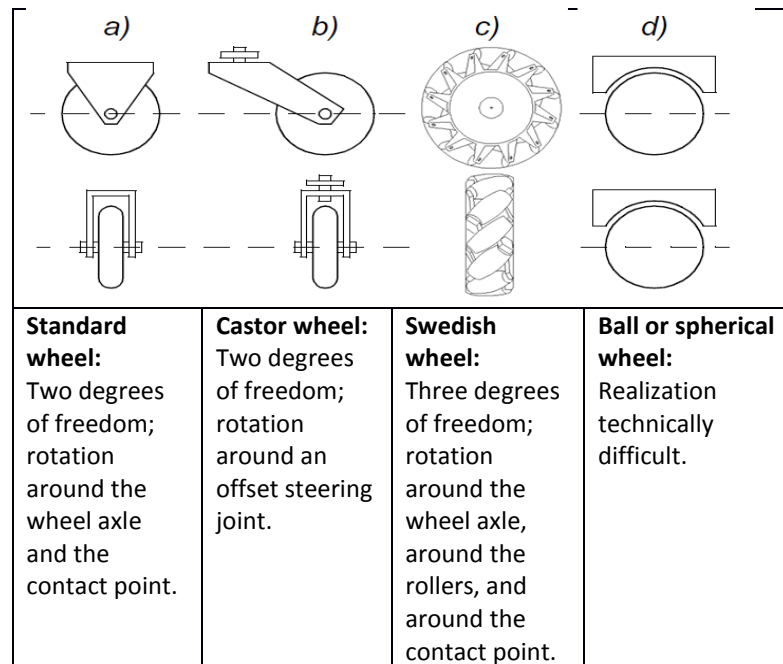 a)
b)
c)
d)
Standard
wheel:
Two degrees
of freedom;
rotation
around the
wheel axle
and the
contact point.
Castor wheel:
Two degrees
of freedom;
rotation
around an
offset steering
joint.
Swedish
wheel:
Three degrees
of freedom;
rotation
around the
wheel axle,
around the
rollers, and
around the
contact point.
Ball or spherical
wheel:
Realization
technically
difficult.